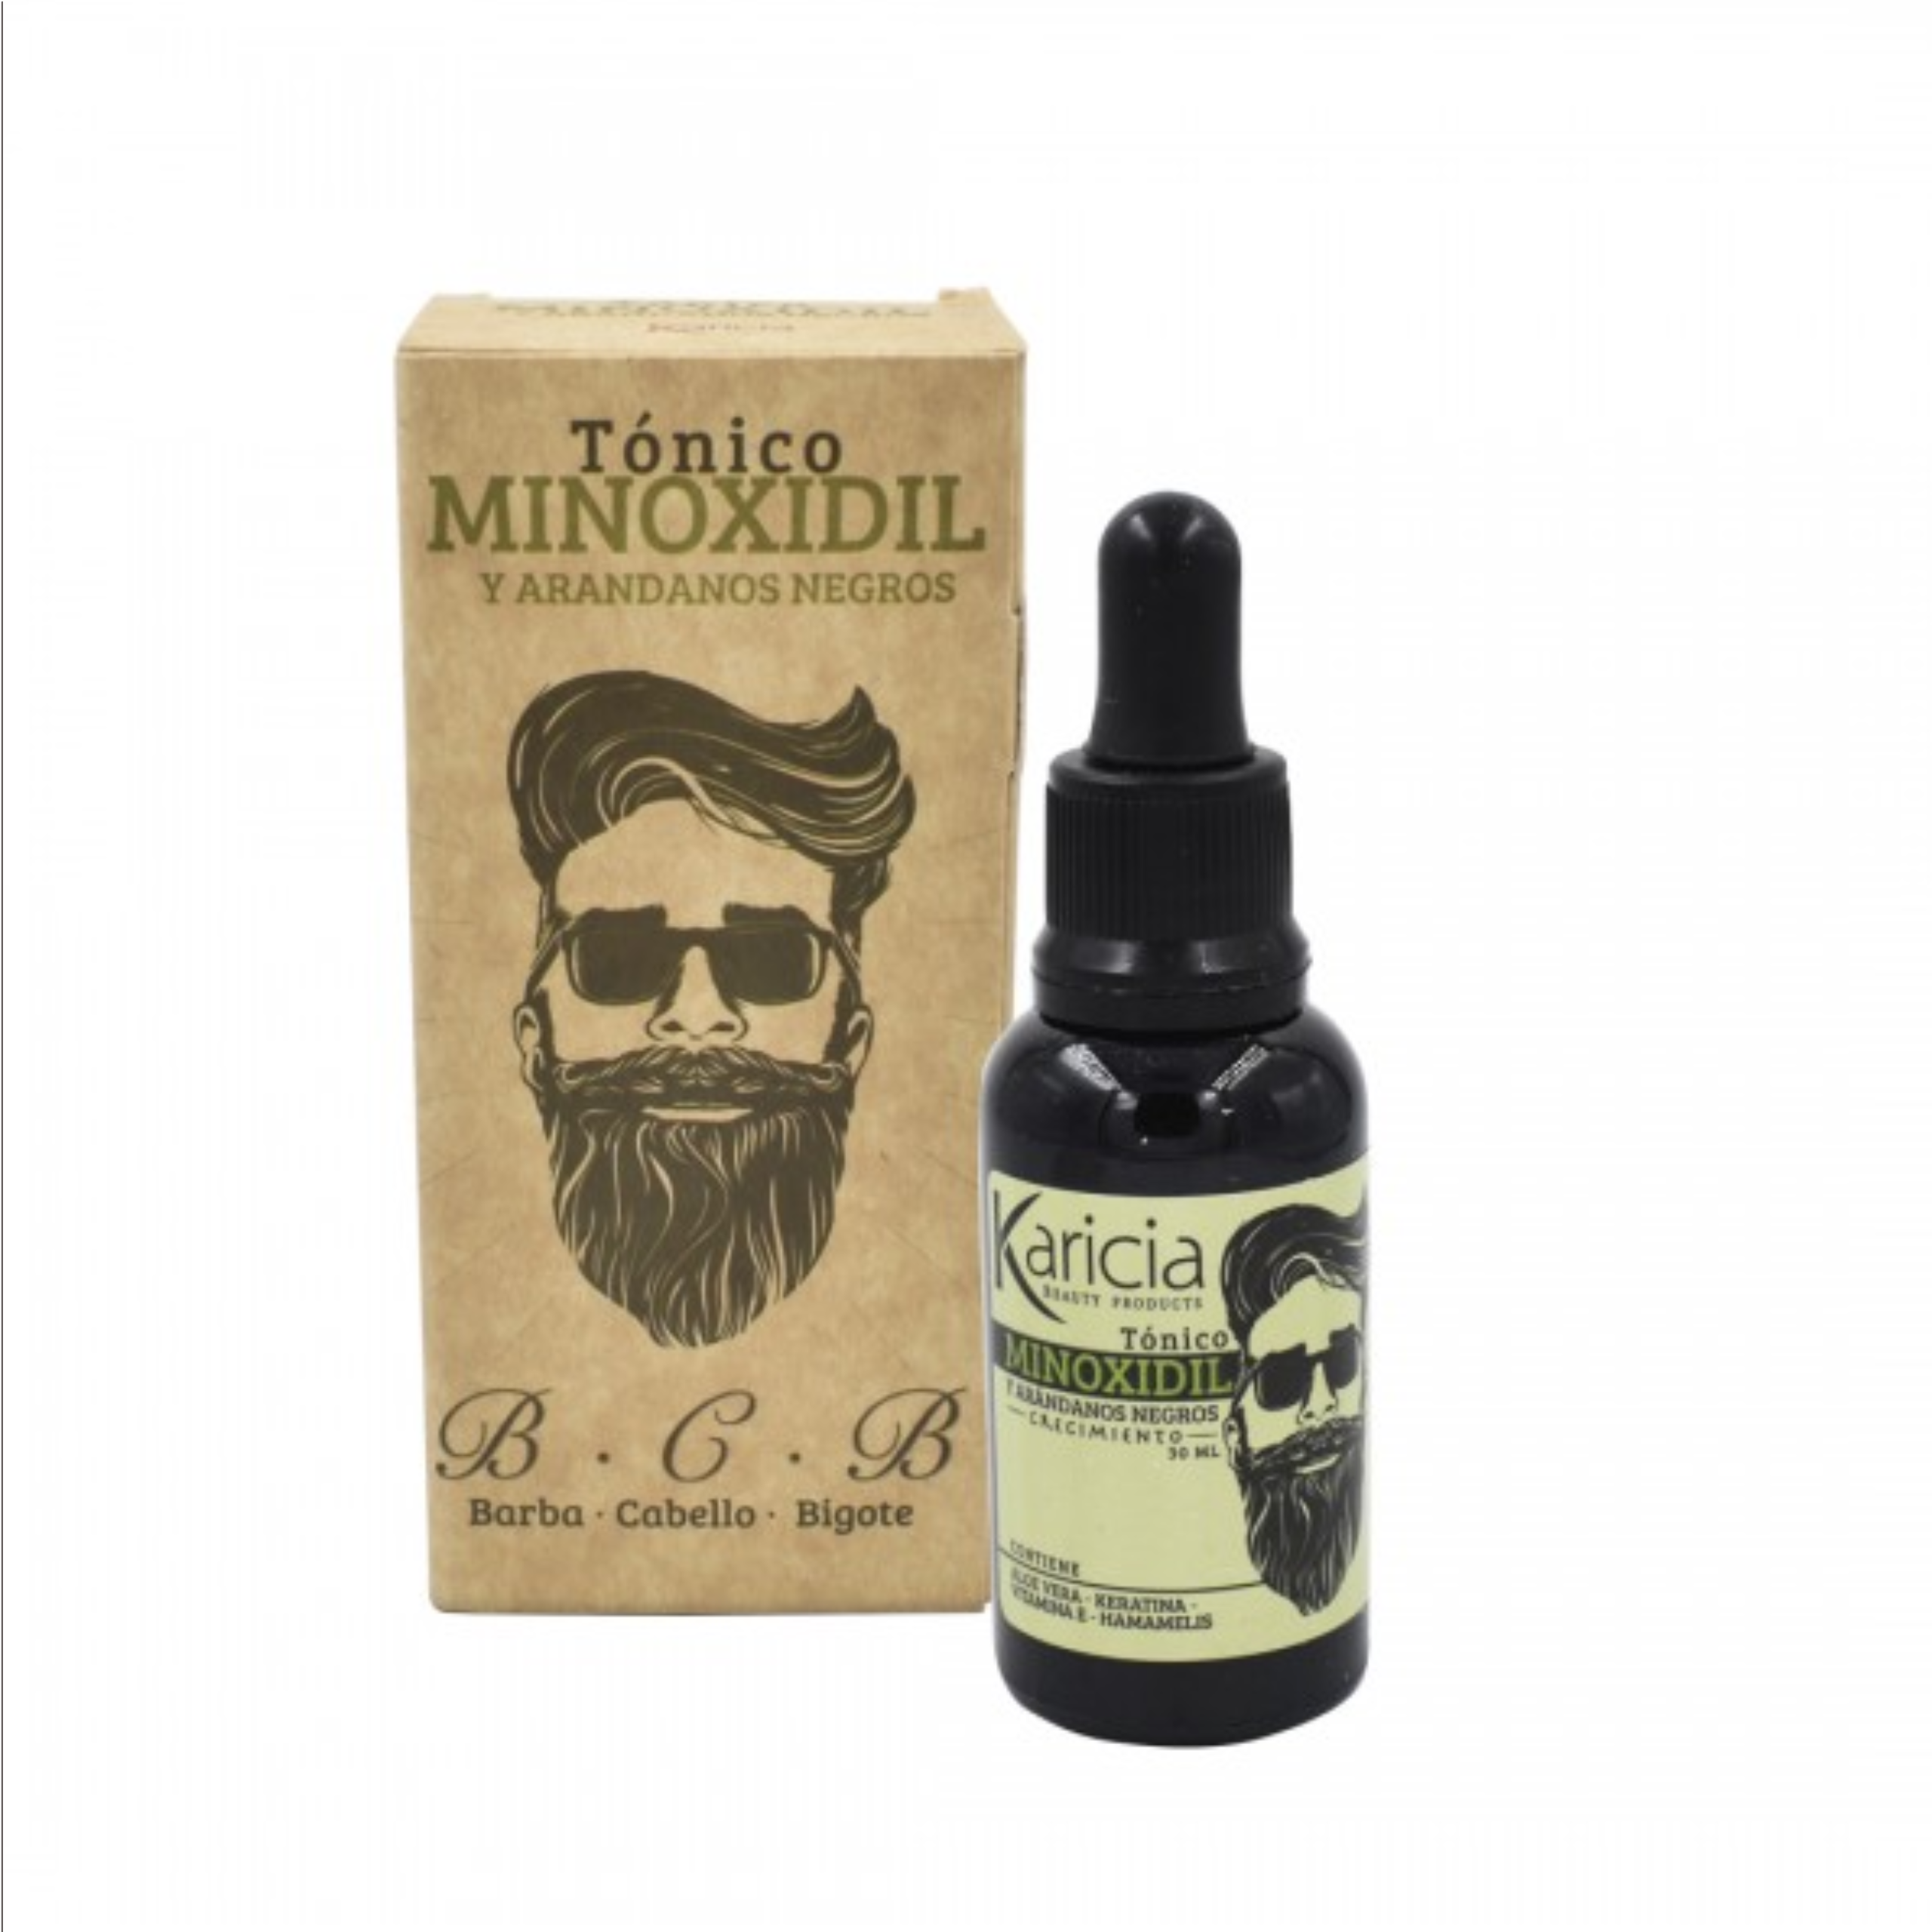 Karicia
Tónico
MINOXIDIL
Y ARANDANOS NEGROS
B · C · B
Barba · Cabello · Bigote
Karicia
BEAUTY PRODUCTS
Tónico
MINOXIDIL
Y ARANDANOS NEGROS
CRECIMIENTO
30 ML
CONTIENE
ALOE VERA - KERATINA -
VITAMINA E - HAMAMELIS